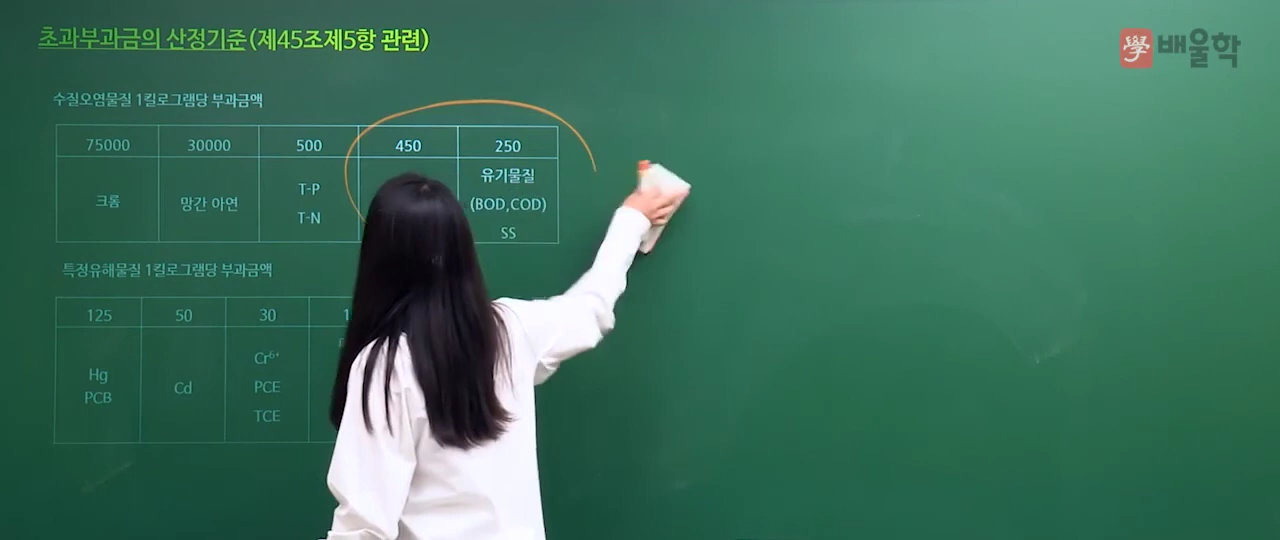 초과부과금의 산정기준(제45조제5항 관련)
學 배울학
수질오염물질 1킬로그램당 부과금액
75000 30000 500 450 250
크롬
망간 아연
T-P
T-N
유기물질
(BOD,COD)
SS
특정유해물질 1킬로그램당 부과금액
125 50 30
Hg
PCB
Cd
Cr⁶⁺
PCE
TCE